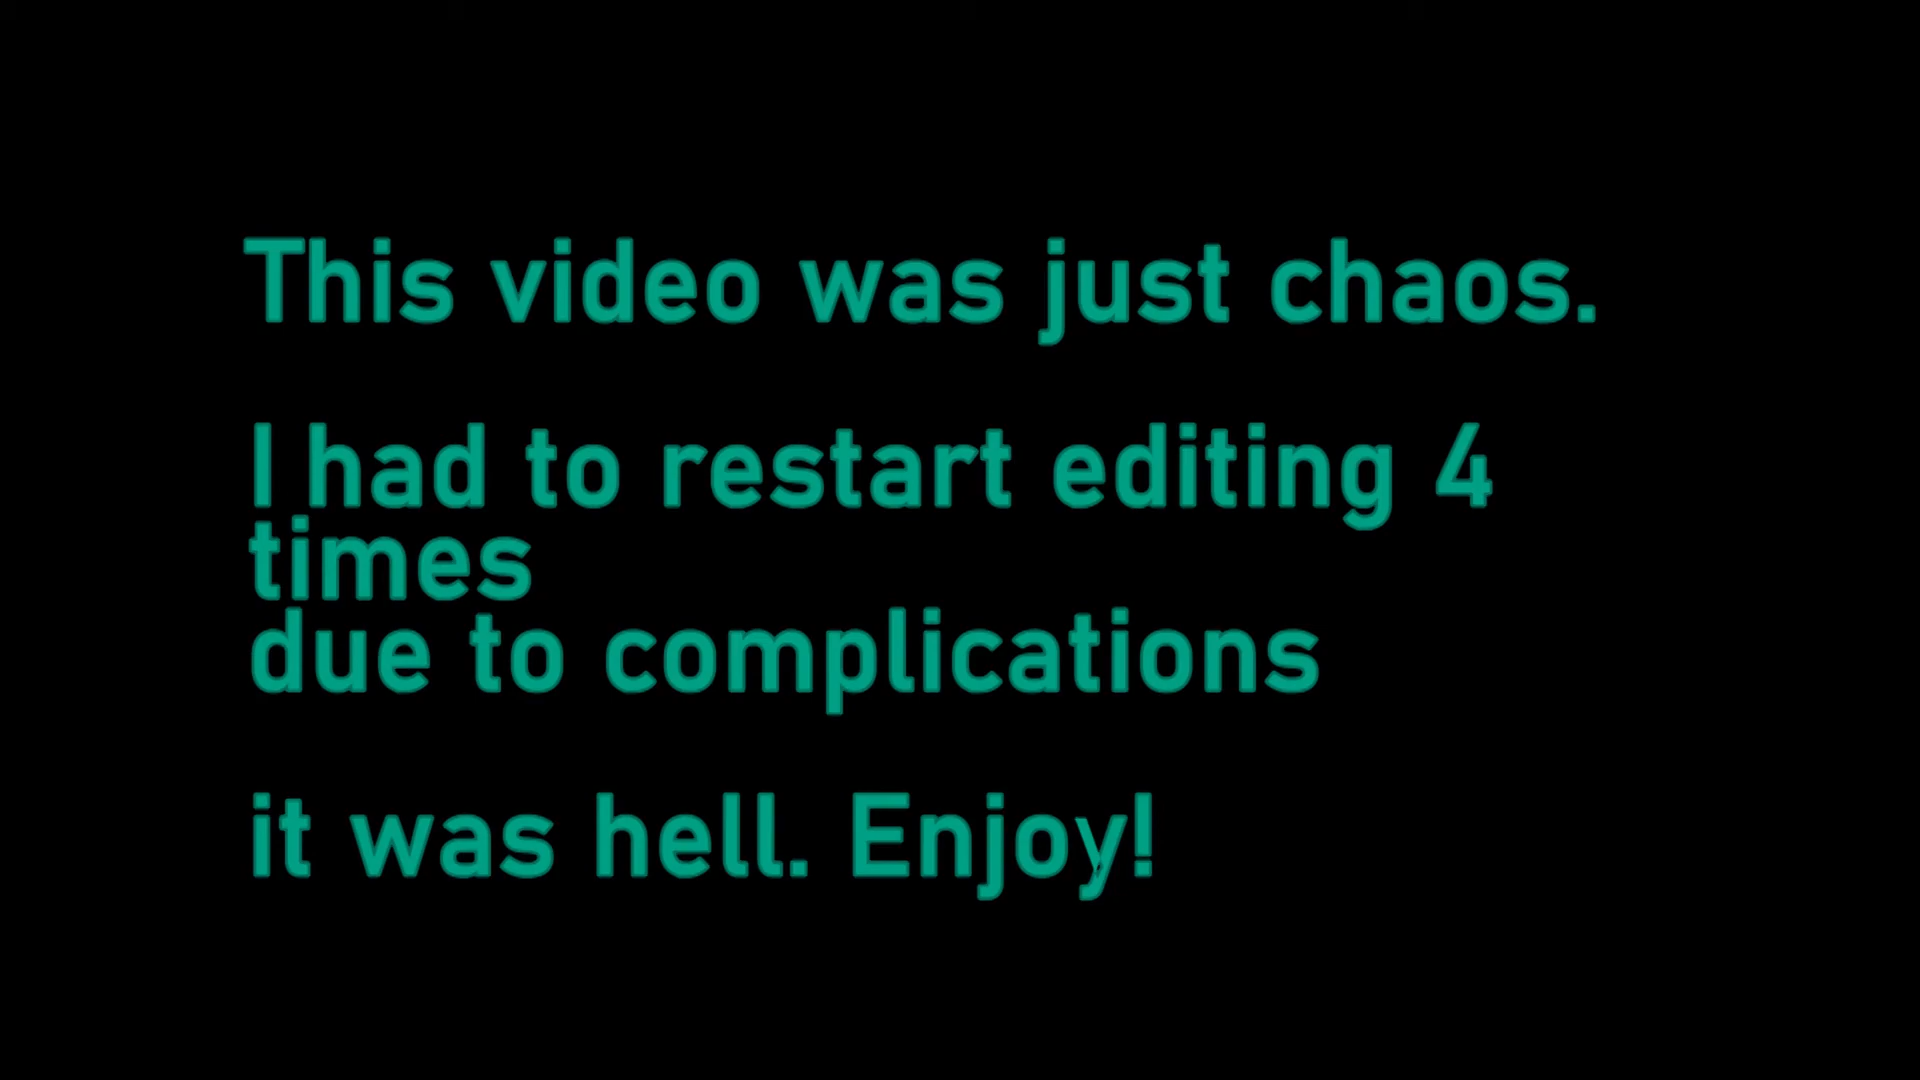 This video was just chaos.
I had to restart editing 4
times
due to complications
it was hell. Enjoy!